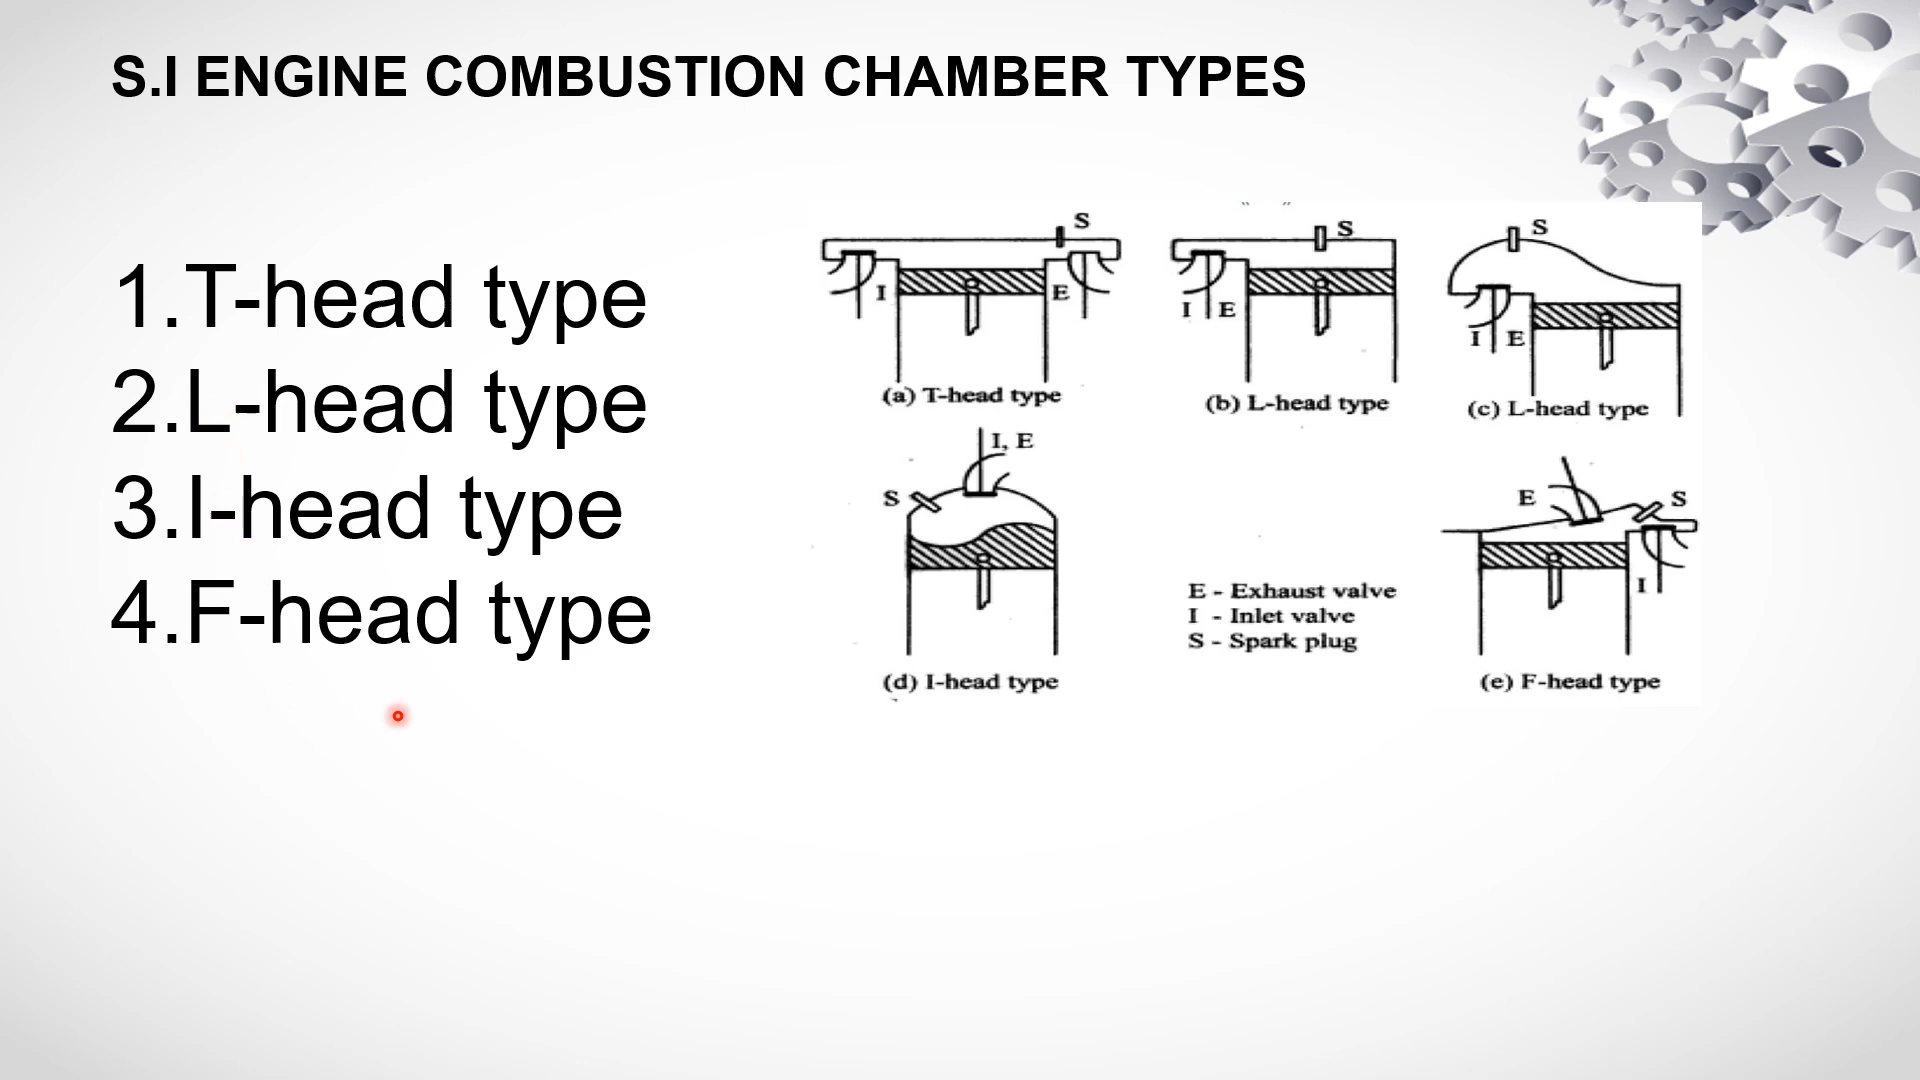 S.I ENGINE COMBUSTION CHAMBER TYPES
1.T-head type
2.L-head type
3.I-head type
4.F-head type
S
I
E
(a) T-head type
S
I
E
(b) L-head type
S
I
E
(c) L-head type
I, E
S
(d) I-head type
E - Exhaust valve
I - Inlet valve
S - Spark plug
E
S
I
(e) F-head type